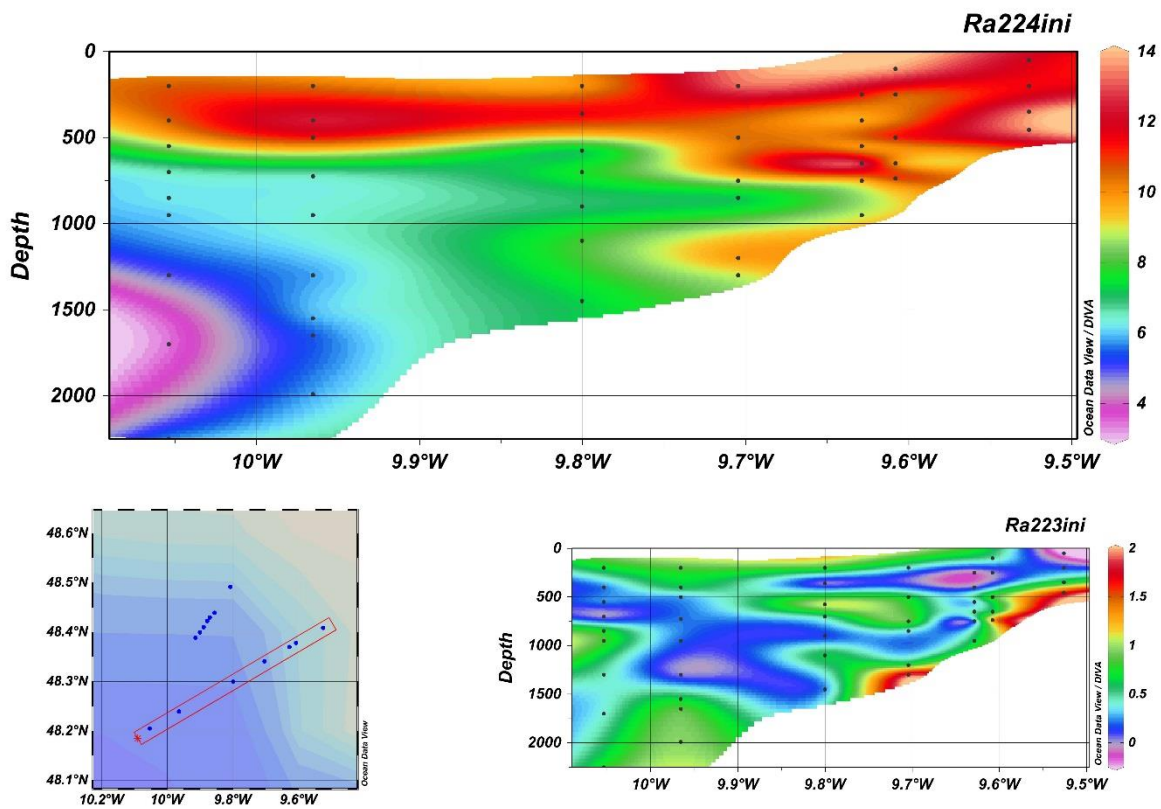 Ra224ini
0
500
1000
1500
2000
Depth
10°W
9.9°W
9.8°W
9.7°W
9.6°W
9.5°W
14
12
10
8
6
4
Ocean Data View / DIVA
48.6°N
48.5°N
48.4°N
48.3°N
48.2°N
48.1°N
10.2°W
10°W
9.8°W
9.6°W
Ocean Data View
Ra223ini
0
500
1000
1500
2000
Depth
10°W
9.9°W
9.8°W
9.7°W
9.6°W
9.5°W
2
1.5
1
0.5
0
Ocean Data View / DIVA